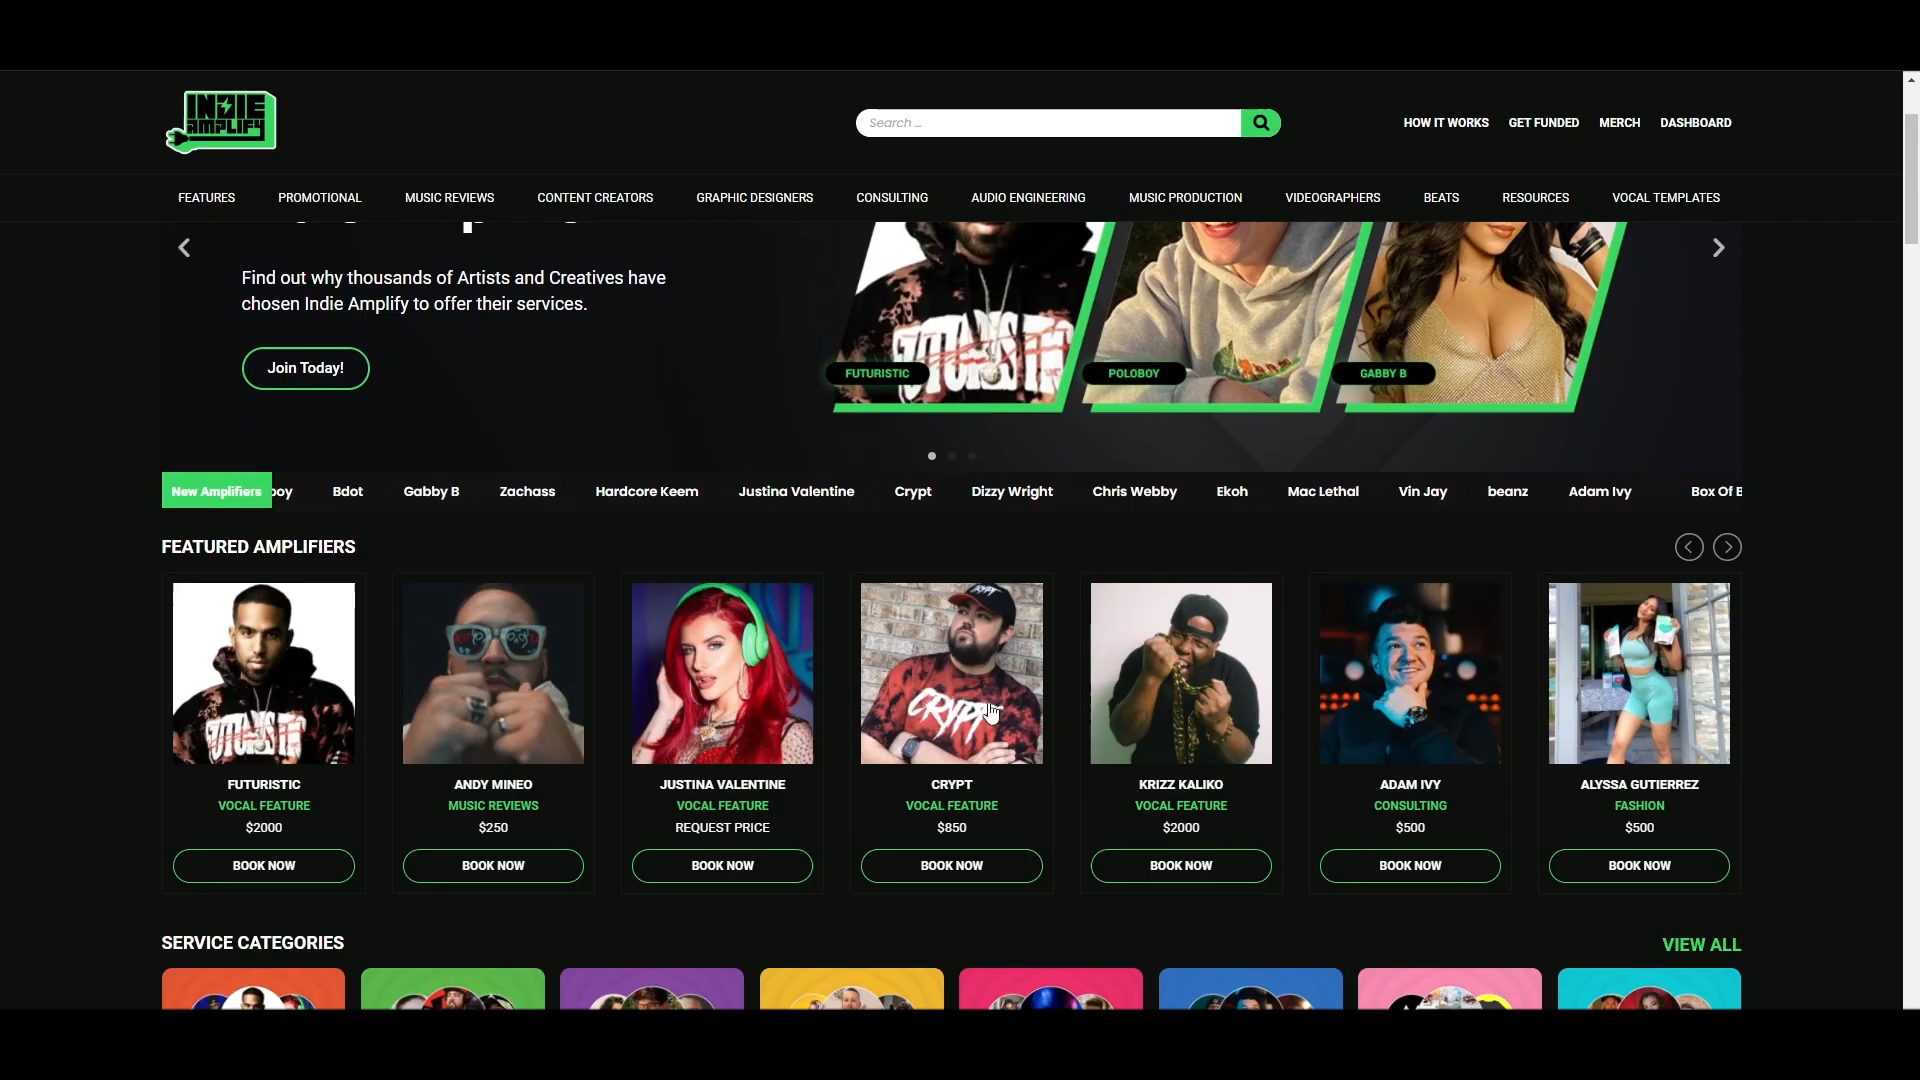 INDIE
AMPLIFY
Search ...
HOW IT WORKS GET FUNDED MERCH DASHBOARD
FEATURES PROMOTIONAL MUSIC REVIEWS CONTENT CREATORS GRAPHIC DESIGNERS CONSULTING AUDIO ENGINEERING MUSIC PRODUCTION VIDEOGRAPHERS BEATS RESOURCES VOCAL TEMPLATES
Find out why thousands of Artists and Creatives have
chosen Indie Amplify to offer their services.
Join Today!
FUTURISTIC POLOBOY GABBY B
New Amplifiers boy Bdot Gabby B Zachass Hardcore Keem Justina Valentine Crypt Dizzy Wright Chris Webby Ekoh Mac Lethal Vin Jay beanz Adam Ivy Box Of
FEATURED AMPLIFIERS
CRYPT
CRYPT
FUTURISTIC ANDY MINEO JUSTINA VALENTINE CRYPT KRIZZ KALIKO ADAM IVY ALYSSA GUTIERREZ
VOCAL FEATURE MUSIC REVIEWS VOCAL FEATURE VOCAL FEATURE VOCAL FEATURE CONSULTING FASHION
$2000 $250 REQUEST PRICE $850 $2000 $500 $500
BOOK NOW BOOK NOW BOOK NOW BOOK NOW BOOK NOW BOOK NOW BOOK NOW
SERVICE CATEGORIES VIEW ALL